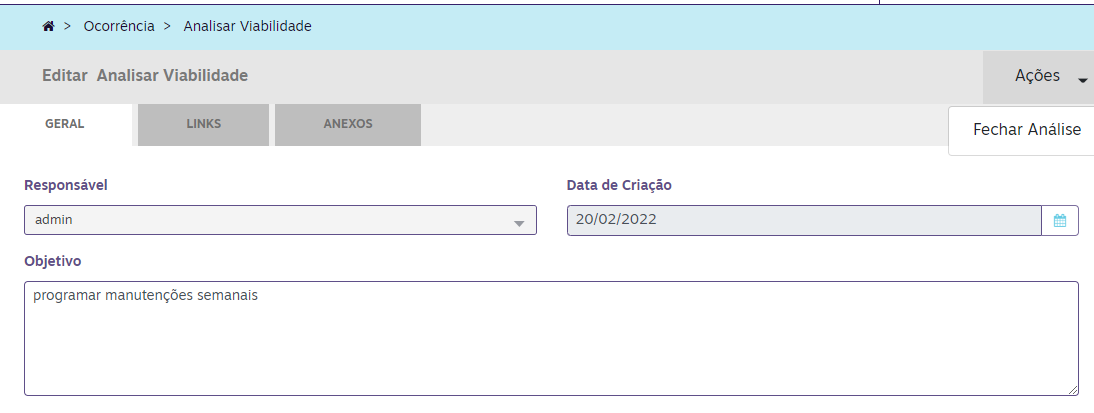 > Ocorrência > Analisar Viabilidade
Editar Analisar Viabilidade
Ações
GERAL LINKS ANEXOS
Fechar Análise
Responsável Data de Criação
admin 20/02/2022
Objetivo
programar manutenções semanais